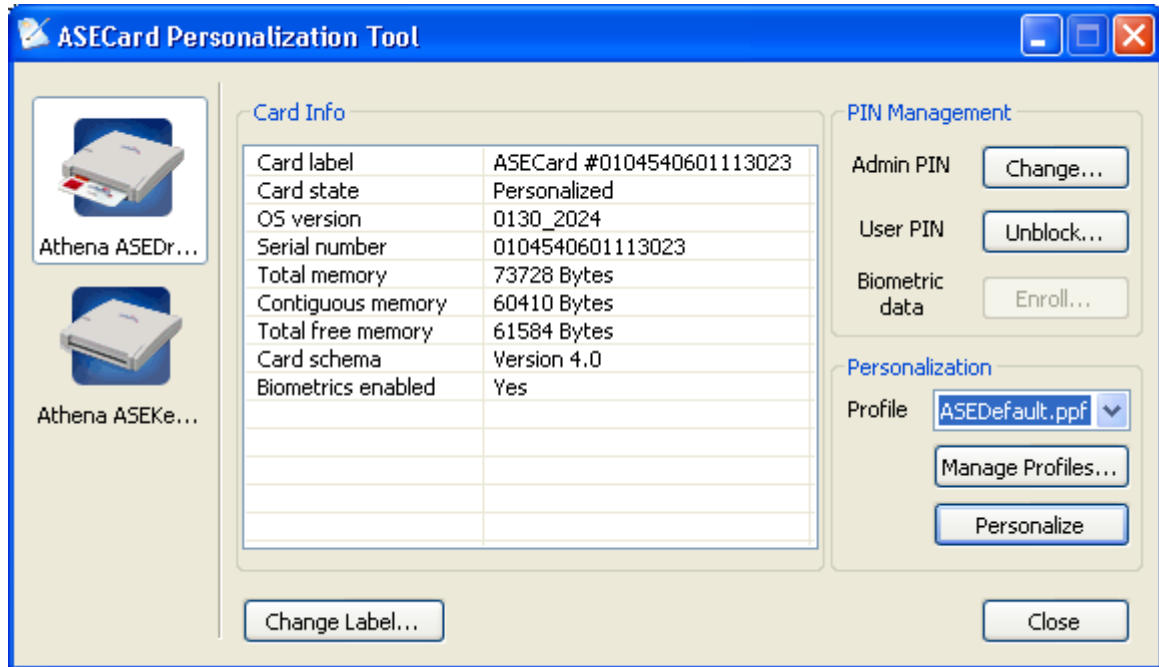 ASECard Personalization Tool
Athena ASEDr...
Athena ASEKe...
Card Info
Card label ASECard #0104540601113023
Card state Personalized
OS version 0130_2024
Serial number 0104540601113023
Total memory 73728 Bytes
Contiguous memory 60410 Bytes
Total free memory 61584 Bytes
Card schema Version 4.0
Biometrics enabled Yes
Change Label...
PIN Management
Admin PIN Change...
User PIN Unblock...
Biometric
data Enroll...
Personalization
Profile ASEDefault.ppf
Manage Profiles...
Personalize
Close